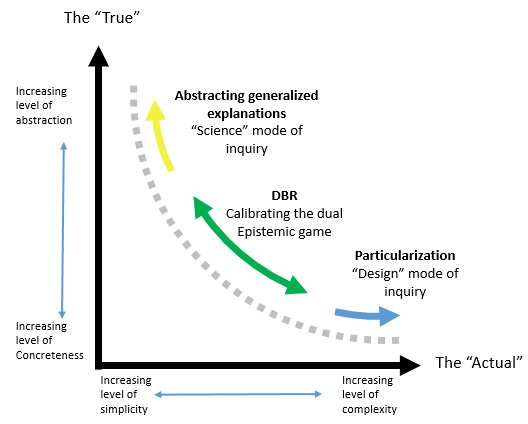 The “True”
Increasing
level of
abstraction
Abstracting generalized
explanations
“Science” mode of
inquiry
DBR
Calibrating the dual
Epistemic game
Particularization
“Design” mode of
inquiry
Increasing
level of
Concreteness
The “Actual”
Increasing
level of
simplicity
Increasing
level of
complexity